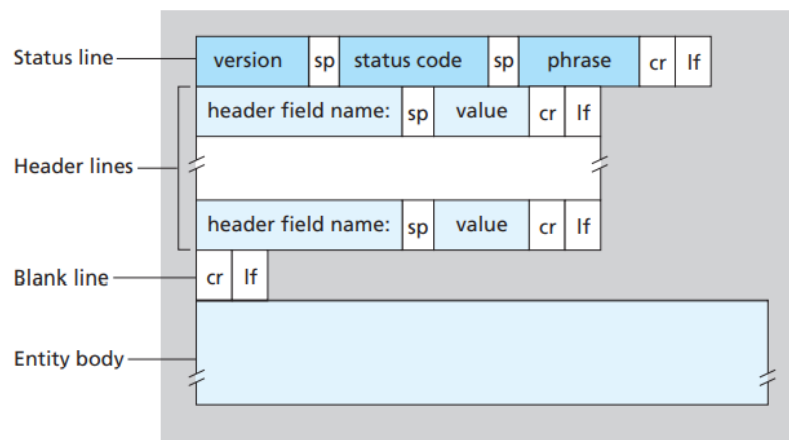 Status line version sp status code sp phrase cr lf
header field name: sp value cr lf
Header lines
header field name: sp value cr lf
Blank line cr lf
Entity body